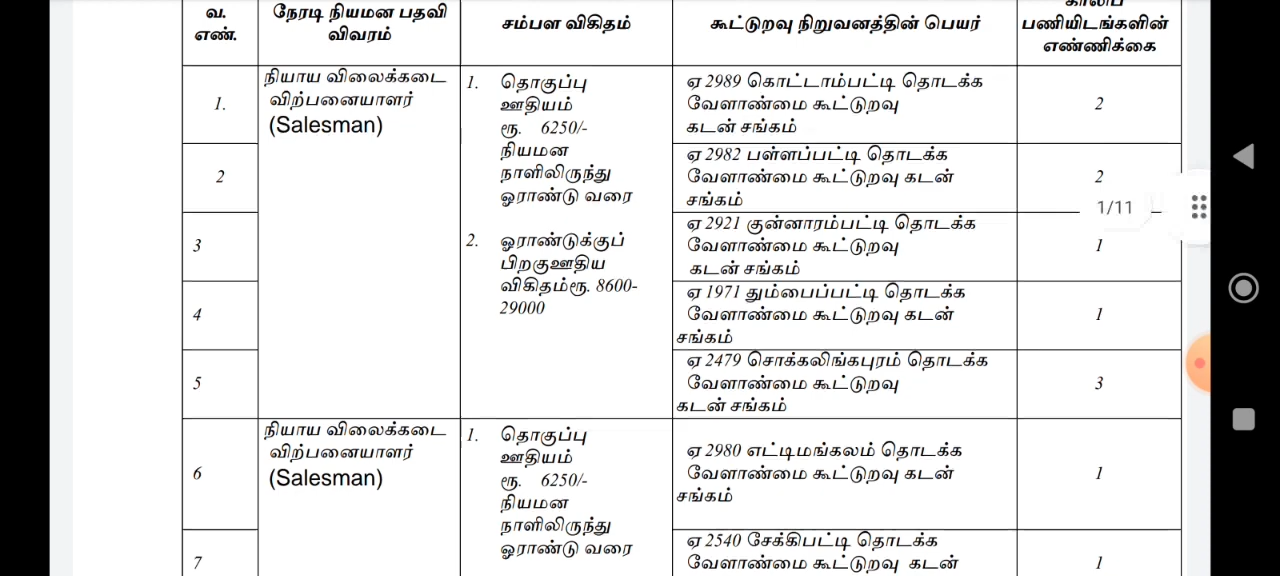 வ.
எண்.
நேரடி நியமன பதவி
விவரம்
சம்பள விகிதம்
கூட்டுறவு நிறுவனத்தின் பெயர்
பணியிடங்களின்
எண்ணிக்கை
1.
நியாய விலைக்கடை
விற்பனையாளர்
(Salesman)
1. தொகுப்பு
ஊதியம்
ரூ. 6250/-
நியமன
நாளிலிருந்து
ஓராண்டு வரை
2. ஓராண்டுக்குப்
பிறகுஊதிய
விகிதம்ரூ. 8600-
29000
ஏ 2989 கொட்டாம்பட்டி தொடக்க
வேளாண்மை கூட்டுறவு
கடன் சங்கம்
2
2
ஏ 2982 பள்ளப்பட்டி தொடக்க
வேளாண்மை கூட்டுறவு கடன்
சங்கம்
2
1/11
3
ஏ 2921 குன்னாரம்பட்டி தொடக்க
வேளாண்மை கூட்டுறவு
கடன் சங்கம்
1
4
ஏ 1971 தும்பைப்பட்டி தொடக்க
வேளாண்மை கூட்டுறவு கடன்
சங்கம்
1
5
ஏ 2479 சொக்கலிங்கபுரம் தொடக்க
வேளாண்மை கூட்டுறவு
கடன் சங்கம்
3
6
நியாய விலைக்கடை
விற்பனையாளர்
(Salesman)
1. தொகுப்பு
ஊதியம்
ரூ. 6250/-
நியமன
நாளிலிருந்து
ஓராண்டு வரை
ஏ 2980 எட்டிமங்கலம் தொடக்க
வேளாண்மை கூட்டுறவு கடன்
சங்கம்
1
7
ஏ 2540 சேக்கிபட்டி தொடக்க
வேளாண்மை கூட்டுறவு கடன்
1